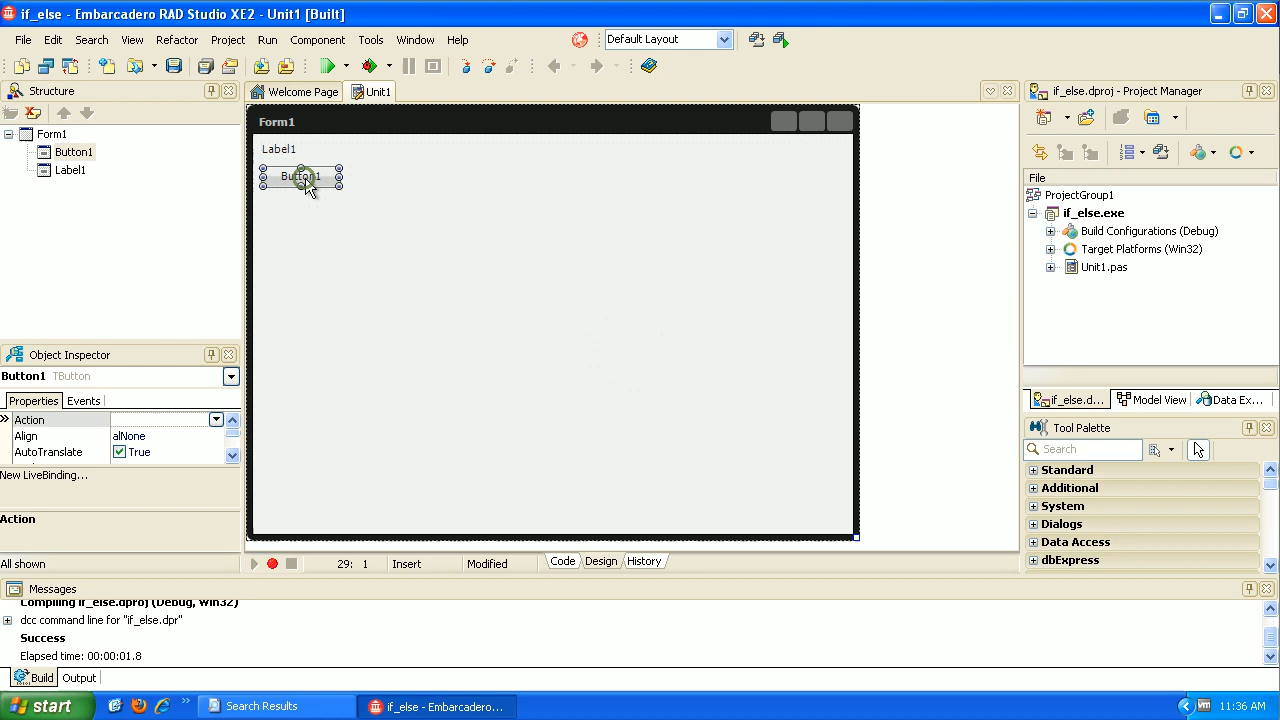 if_else - Embarcadero RAD Studio XE2 - Unit1 [Built]
File Edit Search View Refactor Project Run Component Tools Window Help
Default Layout
Structure
Welcome Page
Unit1
if_else.dproj - Project Manager
Form1
Button1
Label1
Form1
Label1
Button1
File
ProjectGroup1
if_else.exe
Build Configurations (Debug)
Target Platforms (Win32)
Unit1.pas
Object Inspector
Button1 TButton
Properties Events
Action
Align alNone
AutoTranslate True
New LiveBinding...
Action
All shown
if_else.d... Model View Data Ex...
Tool Palette
Search
Standard
Additional
System
Dialogs
Data Access
dbExpress
29: 1 Insert Modified Code Design History
Messages
Compiling if_else.dproj (Debug, Win32)
dcc command line for "if_else.dpr"
Success
Elapsed time: 00:00:01.8
Build Output
start
Search Results
if_else - Embarcadero...
11:36 AM